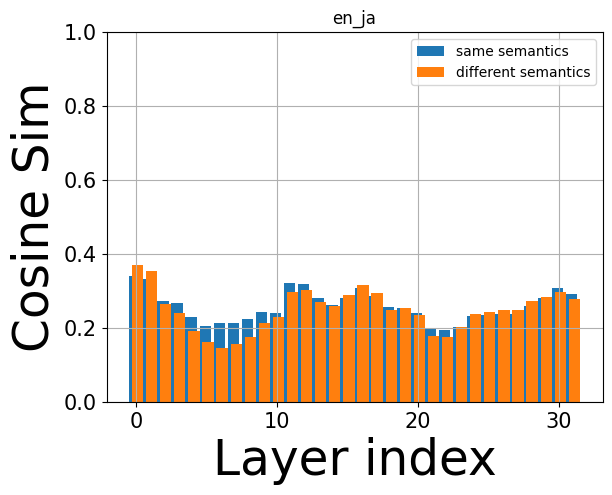 en_ja
same semantics
different semantics
Cosine Sim
1.0
0.8
0.6
0.4
0.2
0.0
0 10 20 30
Layer index